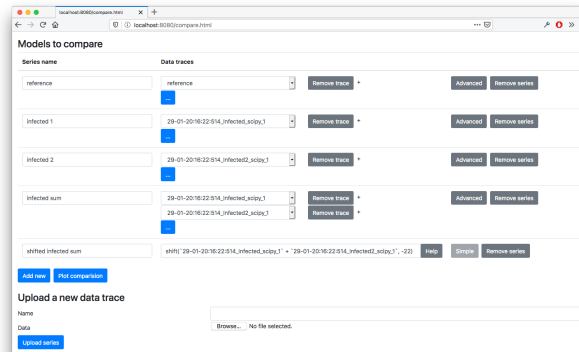 localhost:8080/compare.html
localhost:8080/compare.html
Models to compare
Series name Data traces
reference reference Remove trace + Advanced Remove series
...
infected 1 29-01-20:16:22:514_Infected_scipy_1 Remove trace + Advanced Remove series
...
infected 2 29-01-20:16:22:514_Infected2_scipy_1 Remove trace + Advanced Remove series
...
infected sum 29-01-20:16:22:514_Infected_scipy_1 Remove trace + Advanced Remove series
29-01-20:16:22:514_Infected2_scipy_1 Remove trace +
...
shifted infected sum shift(`29-01-20:16:22:514_Infected_scipy_1` + `29-01-20:16:22:514_Infected2_scipy_1`, -22) Help Simple Remove series
Add new Plot comparision
Upload a new data trace
Name
Data Browse... No file selected.
Upload series